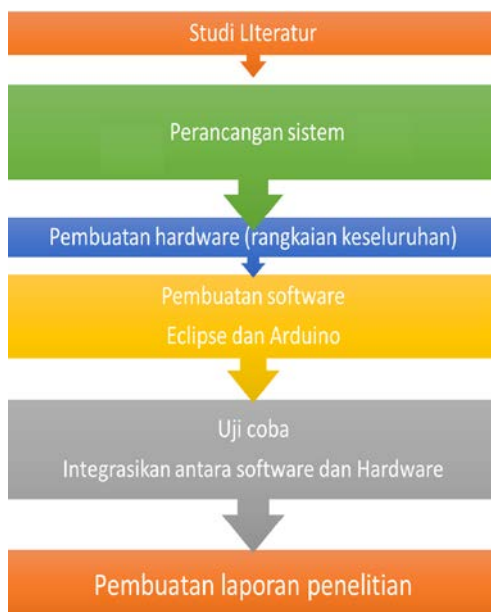 Studi LIteratur
Perancangan sistem
Pembuatan hardware (rangkaian keseluruhan)
Pembuatan software
Eclipse dan Arduino
Uji coba
Integrasikan antara software dan Hardware
Pembuatan laporan penelitian